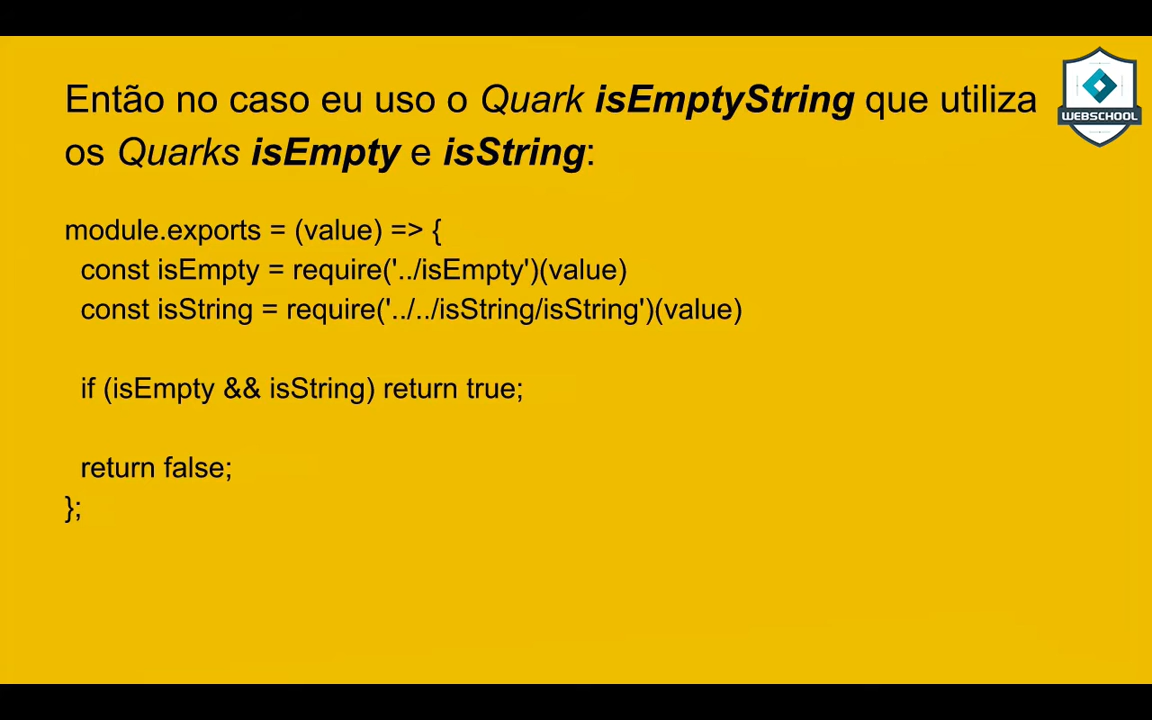 Então no caso eu uso o Quark isEmptyString que utiliza
os Quarks isEmpty e isString:
WEBSCHOOL
module.exports = (value) => {
const isEmpty = require('../isEmpty')(value)
const isString = require('../../isString/isString')(value)
if (isEmpty && isString) return true;
return false;
};